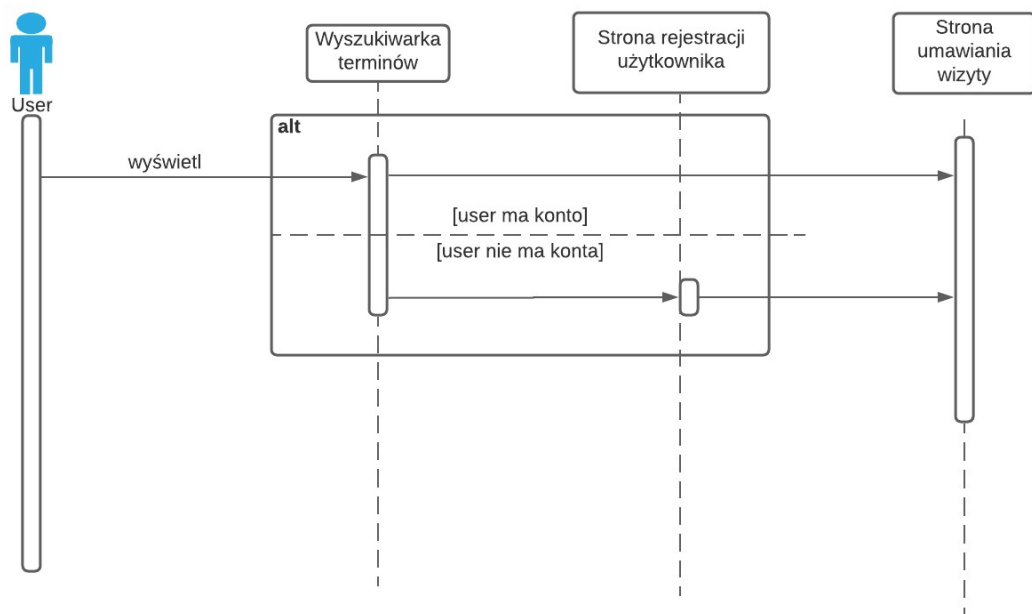 User
Wyszukiwarka
terminów
Strona rejestracji
użytkownika
Strona
umawiania
wizyty
alt
wyświetl
[user ma konto]
[user nie ma konta]